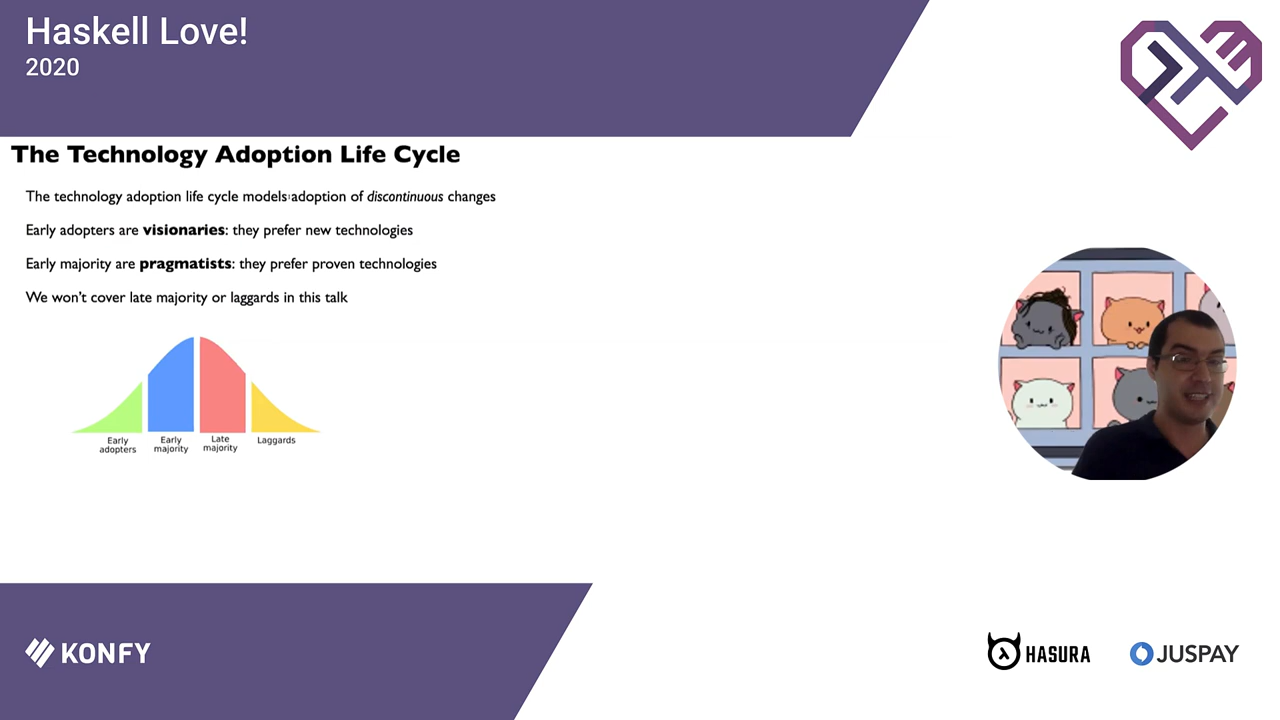 Haskell Love!
2020
The Technology Adoption Life Cycle
The technology adoption life cycle models adoption of discontinuous changes
Early adopters are visionaries: they prefer new technologies
Early majority are pragmatists: they prefer proven technologies
We won't cover late majority or laggards in this talk
Early adopters
Early majority
Late majority
Laggards
KONFY
HASURA
JUSPAY